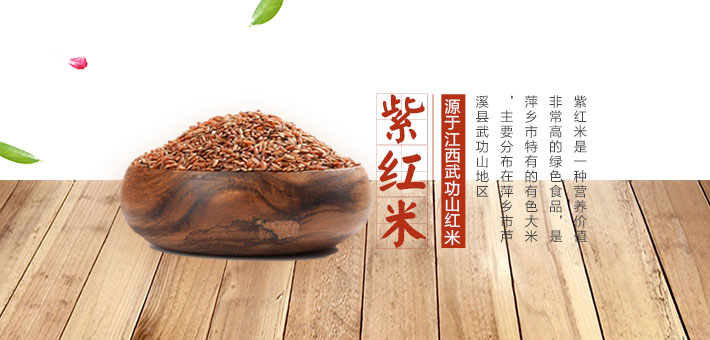 紫红米
源于江西武功山红米
紫红米是一种营养价值
非常高的绿色食品，是
萍乡市特有的有色大米
，主要分布在萍乡市芦
溪县武功山地区